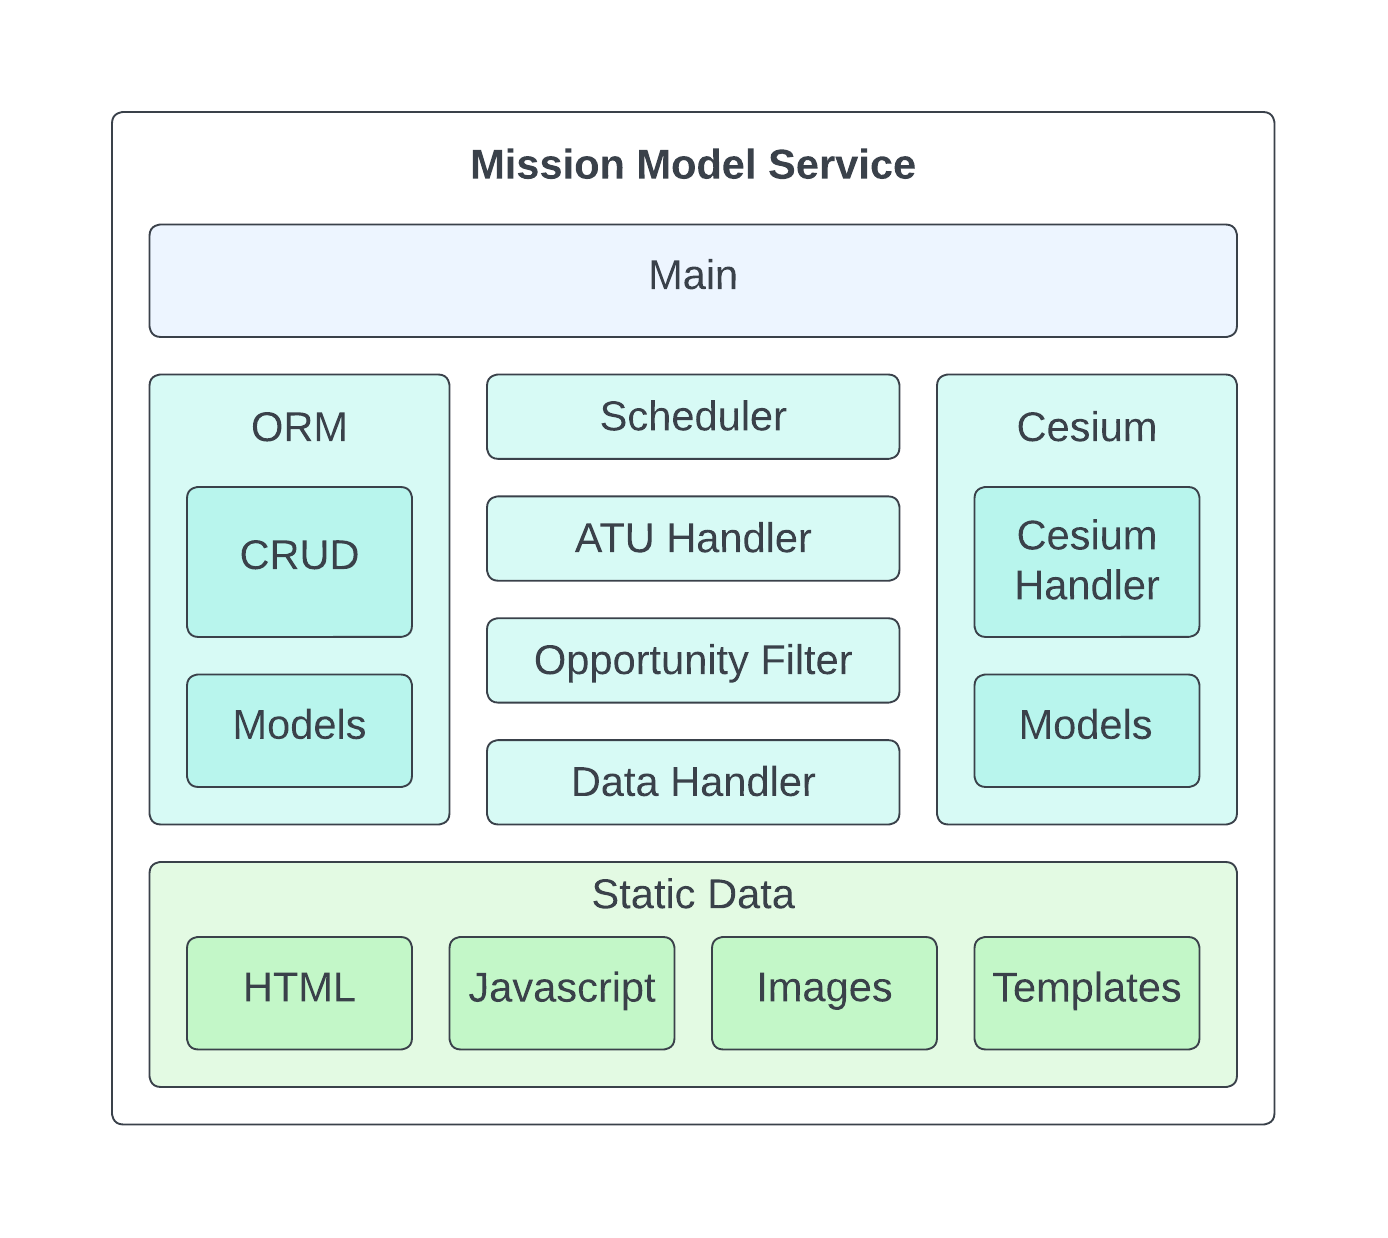 Mission Model Service
Main
ORM
CRUD
Models
Scheduler
ATU Handler
Opportunity Filter
Data Handler
Cesium
Cesium
Handler
Models
Static Data
HTML
Javascript
Images
Templates